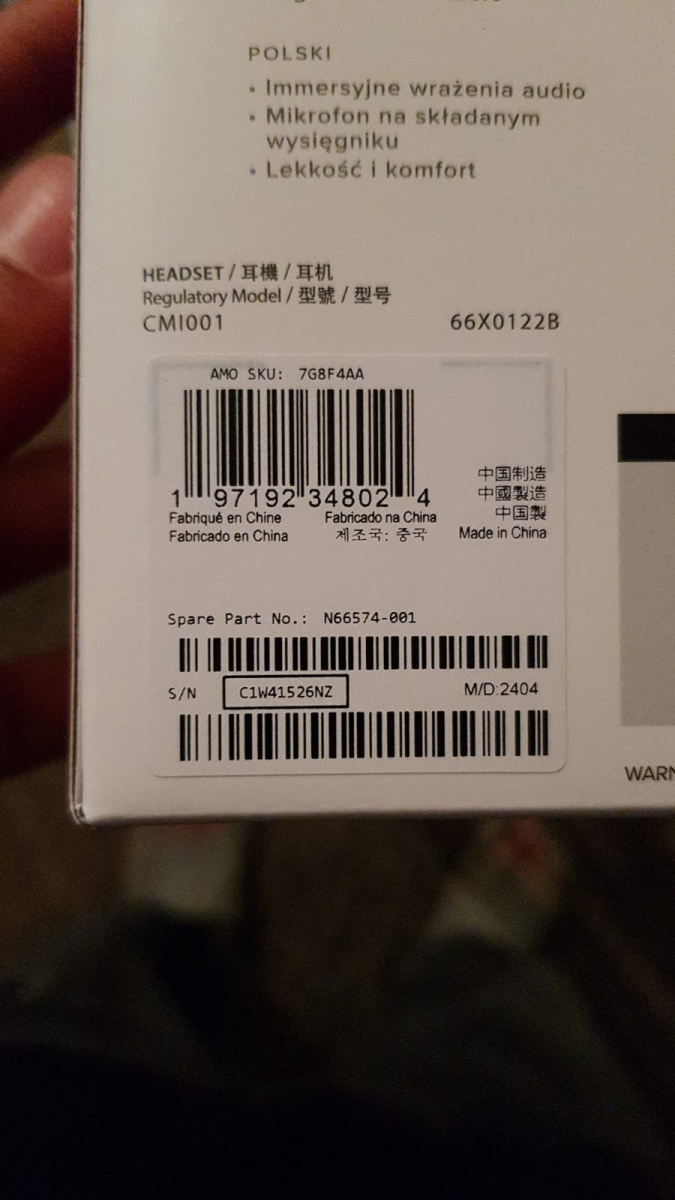 POLSKI
• Immersyjne wrażenia audio
• Mikrofon na składanym
wysięgniku
• Lekkość i komfort
HEADSET / 耳機 / 耳机
Regulatory Model / 型號 / 型号
CMI001 66X0122B
AMO SKU: 7G8F4AA
1 97192 34802 4
中国制造
中國製造
中国製
Fabriqué en Chine Fabricado na China
Fabricado en China 제조국: 중국 Made in China
Spare Part No.: N66574-001
S/N C1W41526NZ M/D:2404
WARN